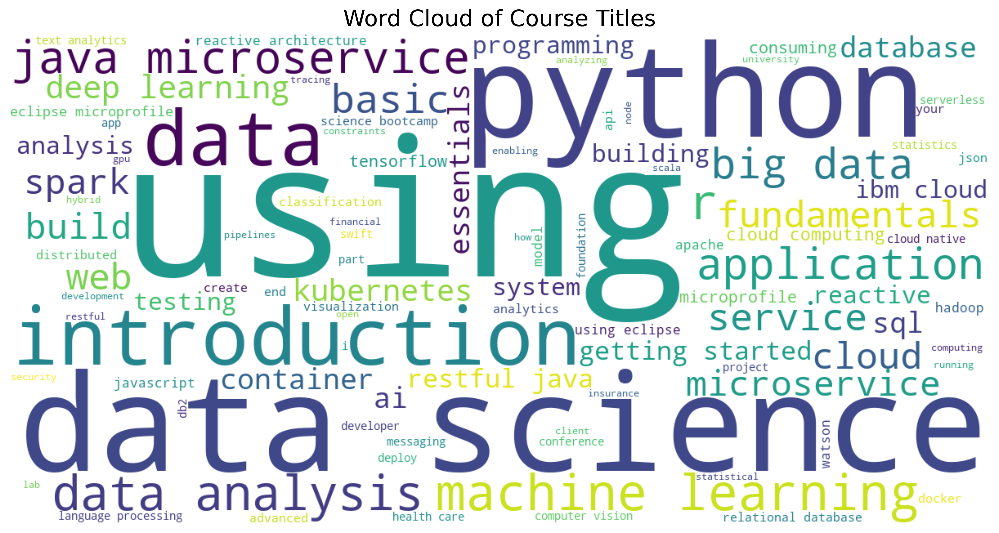 Word Cloud of Course Titles
text analytics
reactive architecture
programming
consuming
database
java microservice
analyzing
university
python
deep learning
tracing
basic
essentials
serverless
your
eclipse microprofile
app
data
science bootcamp
constraints
api
node
analysis
gpu
tensorflow
enabling
building
scala
big data
statistics
json
spark
using
ibm cloud
hybrid
classification
r
fundamentals
build
financial
swift
pipelines
how
model
foundation
cloud computing
cloud native
apache
distributed
part
application
web
create
end
kubernetes
system
development
testing
microprofile
reactive
visualization
analytics
hadoop
restful
open
service
sql
introduction
using eclipse
i
getting started
cloud
computing
project
running
security
javascript
container
restful java
microservice
ai
insurance
data science
db2
developer
client
messaging
conference
deploy
watson
lab
data analysis
machine learning
statistical
docker
language processing
advanced
health care
computer vision
relational database